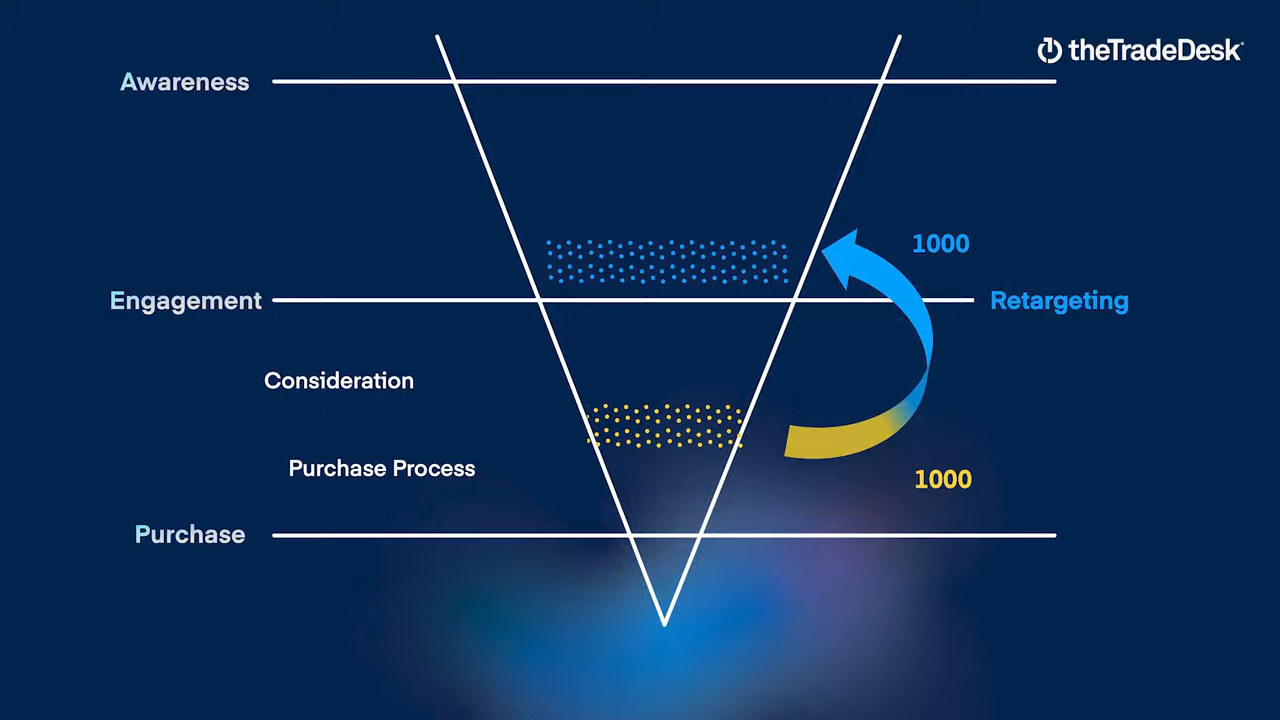 theTradeDesk
Awareness
1000
Engagement
Retargeting
Consideration
Purchase Process
1000
Purchase